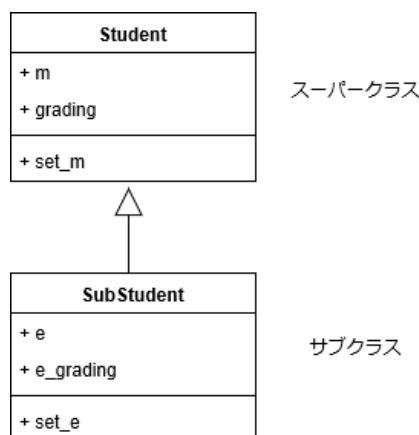 Student
+ m
+ grading
スーパークラス
+ set_m
SubStudent
+ e
+ e_grading
サブクラス
+ set_e